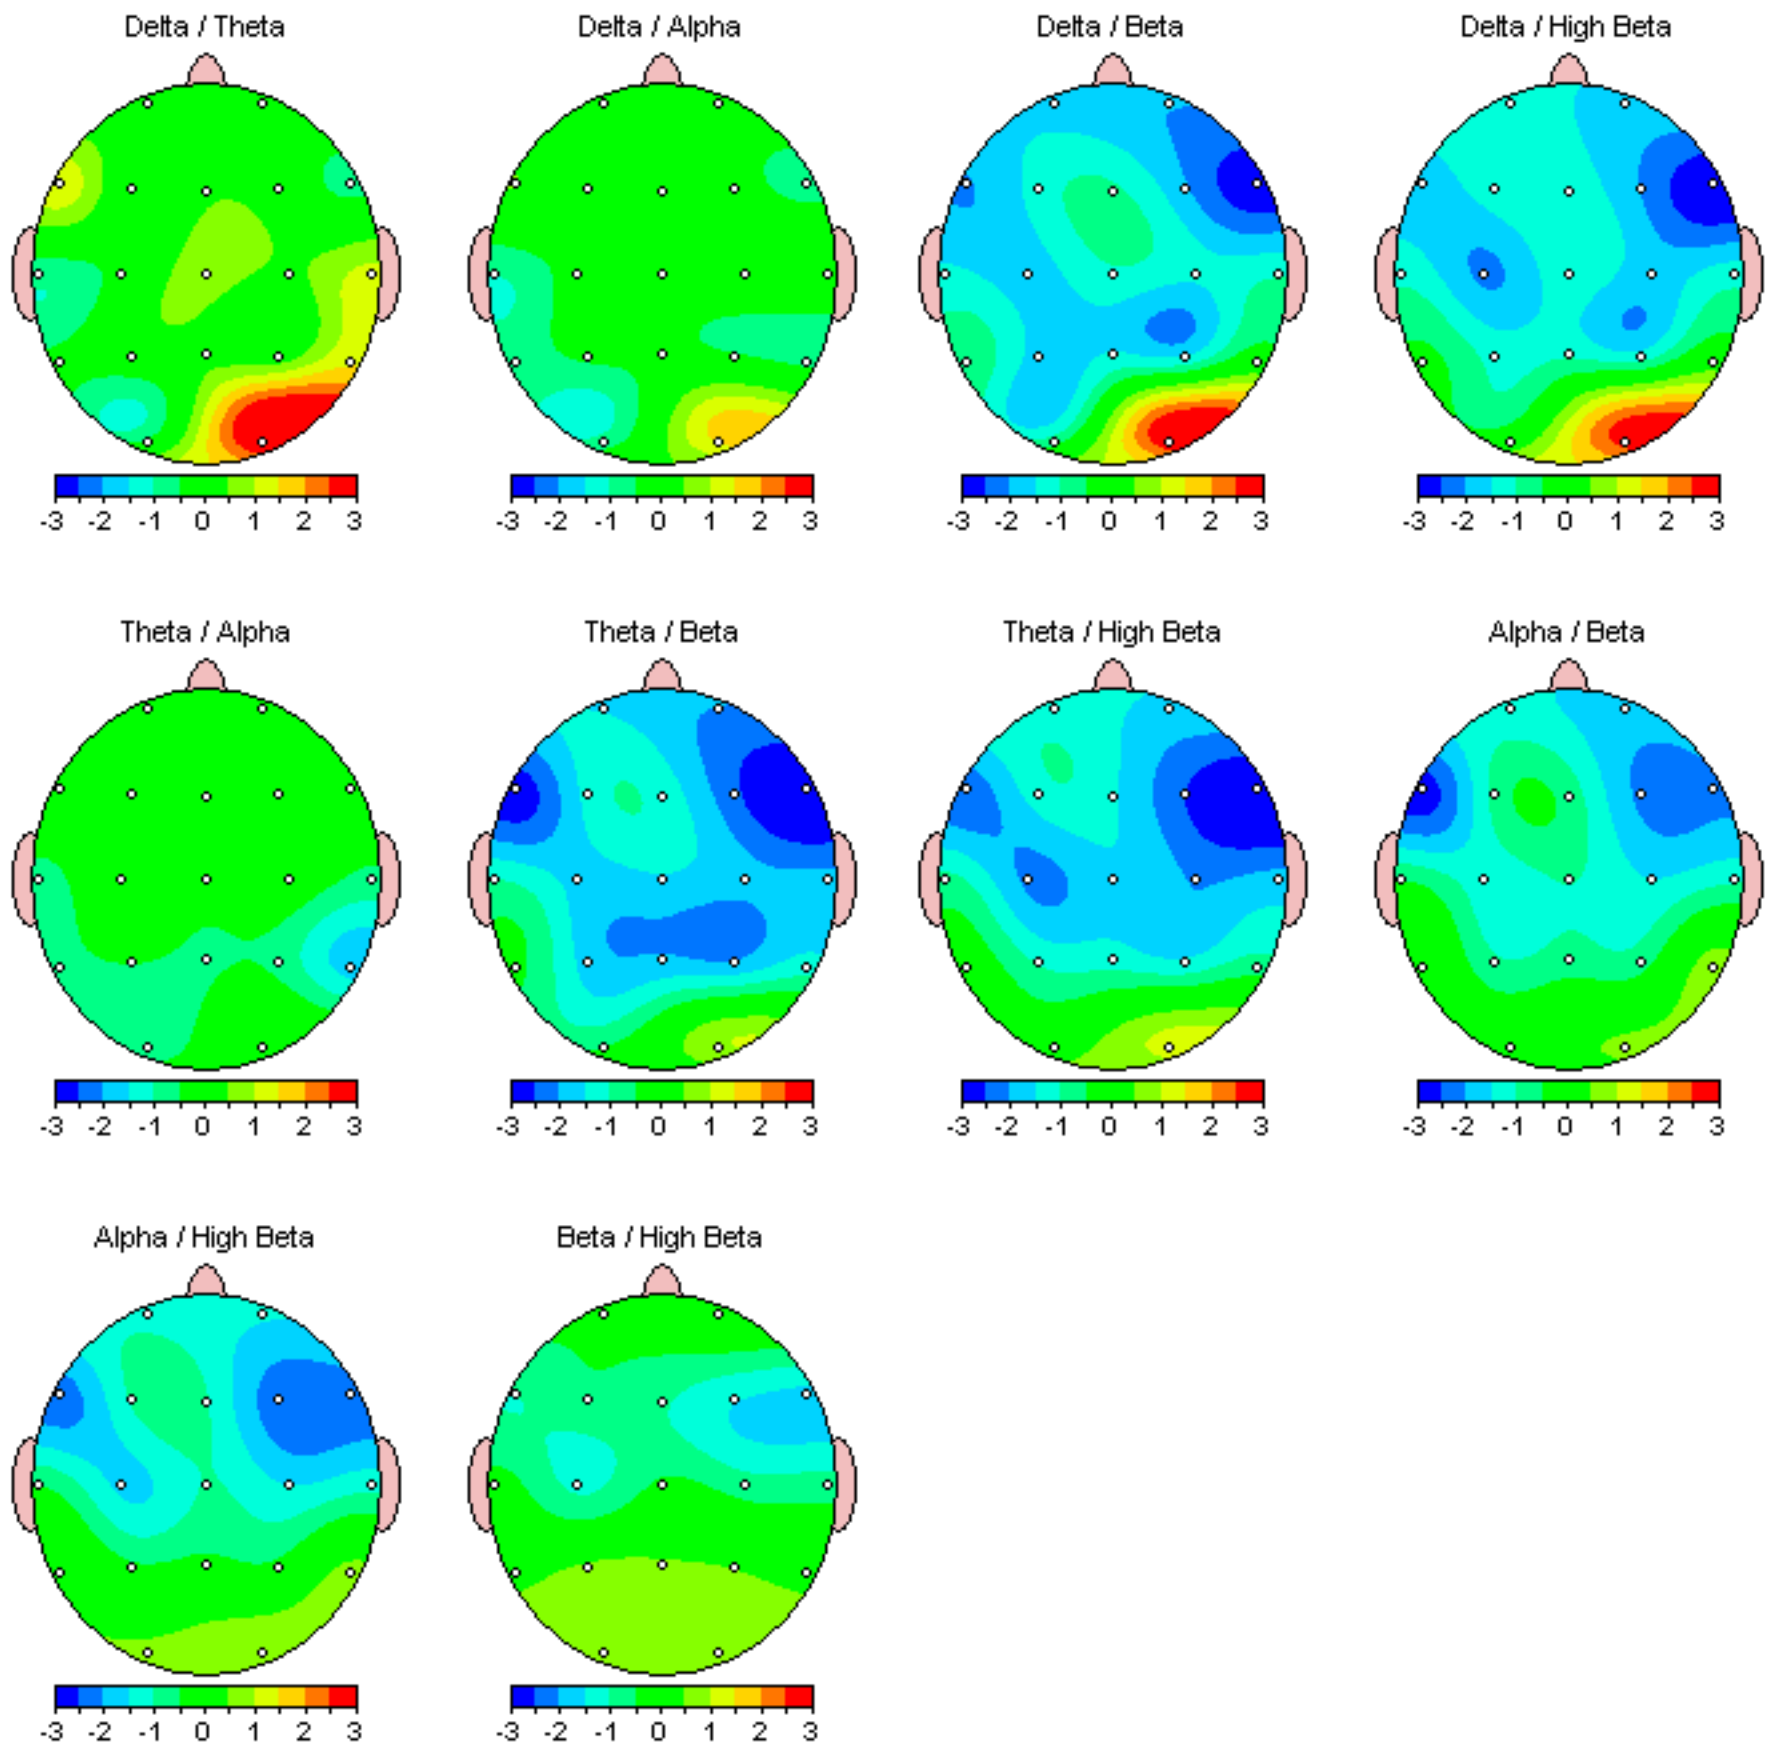 Delta / Theta Delta / Alpha Delta / Beta Delta / High Beta
-3 -2 -1 0 1 2 3 -3 -2 -1 0 1 2 3 -3 -2 -1 0 1 2 3 -3 -2 -1 0 1 2 3
Theta / Alpha Theta / Beta Theta / High Beta Alpha / Beta
-3 -2 -1 0 1 2 3 -3 -2 -1 0 1 2 3 -3 -2 -1 0 1 2 3 -3 -2 -1 0 1 2 3
Alpha / High Beta Beta / High Beta
-3 -2 -1 0 1 2 3 -3 -2 -1 0 1 2 3